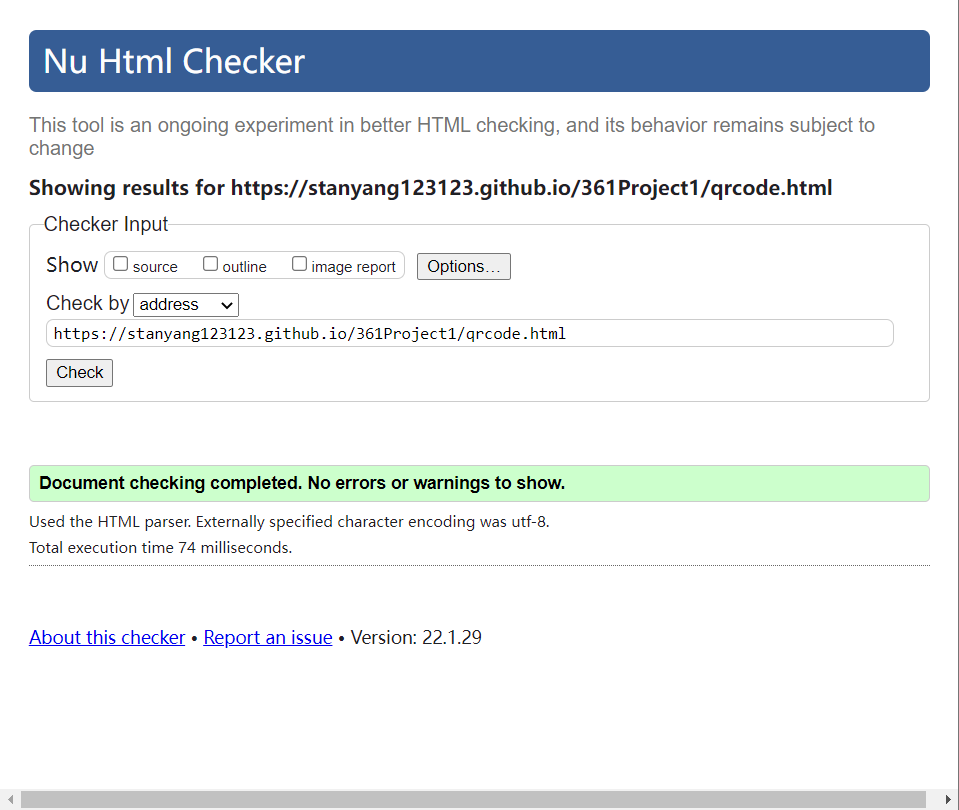 Nu Html Checker
This tool is an ongoing experiment in better HTML checking, and its behavior remains subject to
change
Showing results for https://stanyang123123.github.io/361Project1/qrcode.html
Checker Input
Show source outline image report Options…
Check by address
https://stanyang123123.github.io/361Project1/qrcode.html
Check
Document checking completed. No errors or warnings to show.
Used the HTML parser. Externally specified character encoding was utf-8.
Total execution time 74 milliseconds.
About this checker • Report an issue • Version: 22.1.29